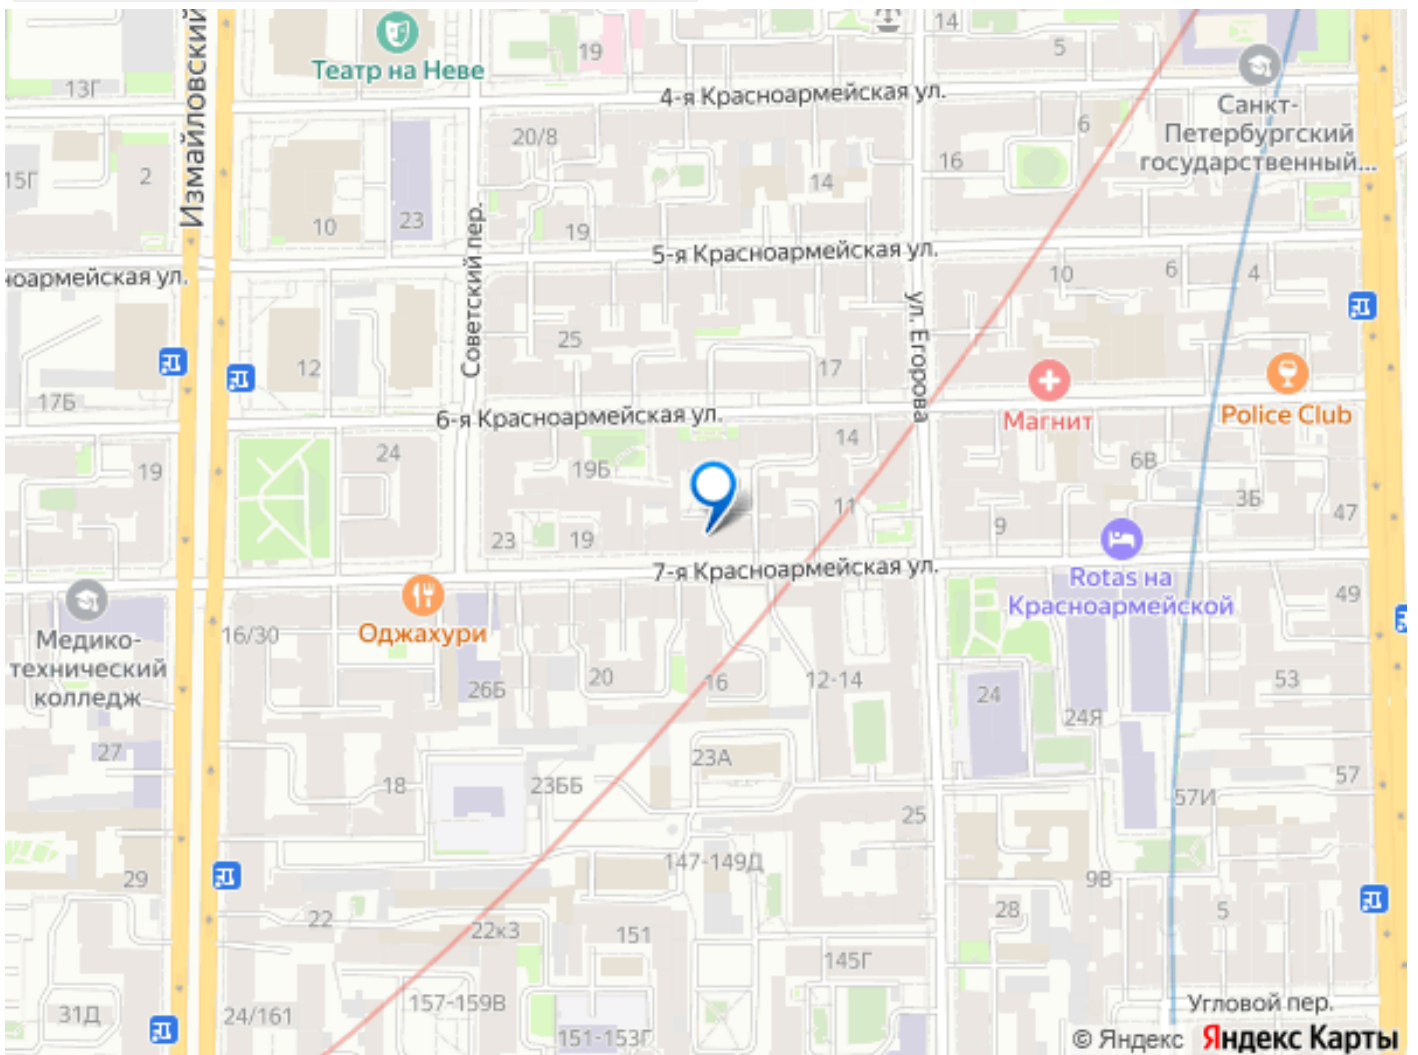 Театр на Неве
19
14
5
13Г
Измайловский
4-я Красноармейская ул.
Санкт-
Петербургский
государственный...
20/8
6
16
15Г
2
14
10
23
19
Советский пер.
5-я Красноармейская ул.
ноармейская ул.
10
6
4
ул. Егорова
25
12
17
17Б
Магнит
Police Club
6-я Красноармейская ул.
14
24
19
19Б
6В
3Б
47
11
9
23
19
7-я Красноармейская ул.
Rotas на
Красноармейской
49
Оджахури
16/30
Медико-
технический
колледж
26Б
20
16
12-14
24
53
24Я
27
23А
18
23ББ
57
57И
25
147-149Д
29
9В
22
22к3
151
28
5
145Г
157-159В
Угловой пер.
31Д
24/161
151-153Г
© Яндекс Яндекс Карты